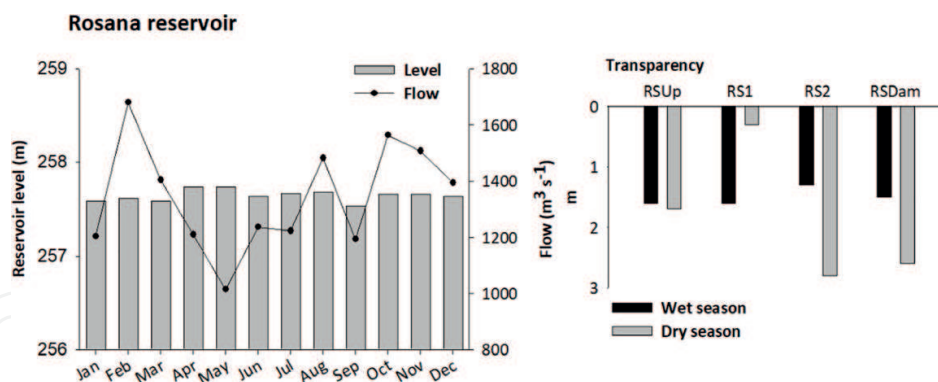 Rosana reservoir
259
258
257
256
Reservoir level (m)
Level
Flow
1800
1600
1400
1200
1000
800
Flow (m³ s⁻¹)
Jan Feb Mar Apr May Jun Jul Aug Sep Oct Nov Dec
Transparency
RSUp RS1 RS2 RSDam
0
1
2
3
m
Wet season
Dry season